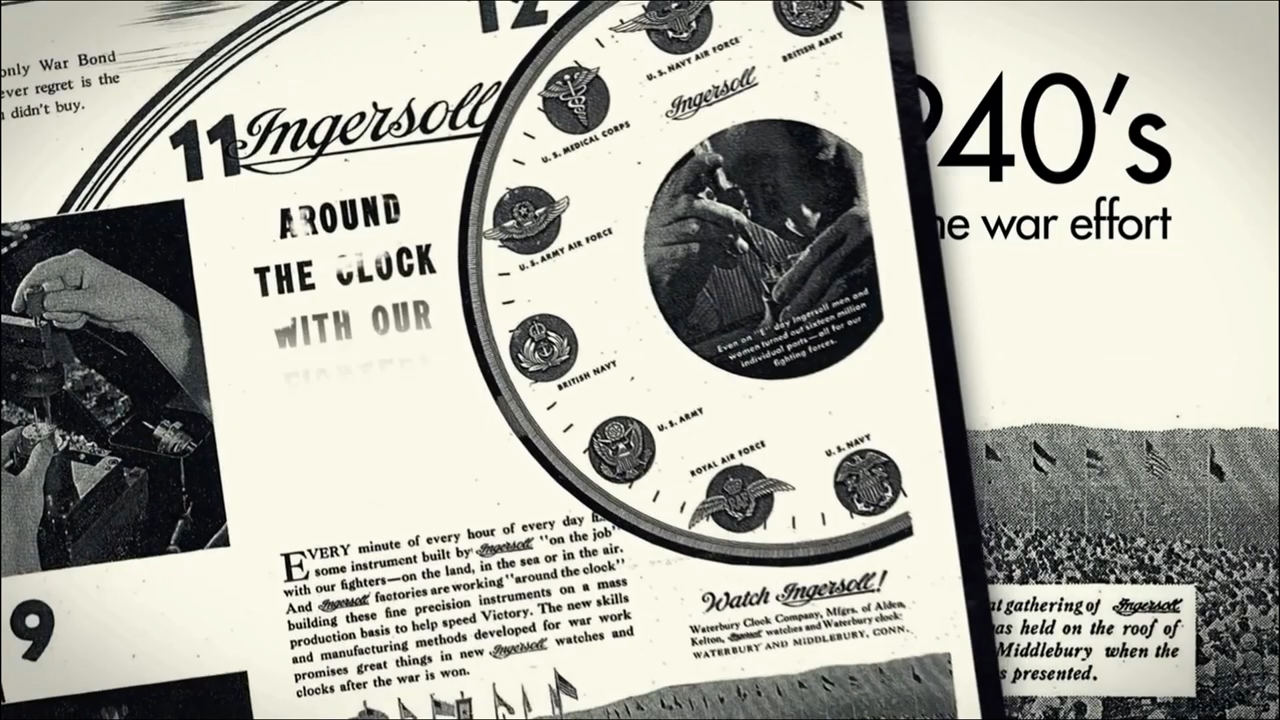 only War Bond
ever regret is the
didn't buy.
12
11
Ingersoll
AROUND
THE CLOCK
WITH OUR
FIGHTERS
EVERY minute of every hour of every day
some instrument built by Ingersoll "on the job"
with our fighters—on the land, in the sea or in the air.
And Ingersoll factories are working "around the clock"
building these fine precision instruments on a mass
production basis to help speed Victory. The new skills
and manufacturing methods developed for war work
promises great things in new Ingersoll watches and
clocks after the war is won.
9
U.S. NAVY AIR FORCE
BRITISH ARMY
Ingersoll
U.S. MEDICAL CORPS
U.S. ARMY AIR FORCE
BRITISH NAVY
U.S. ARMY
ROYAL AIR FORCE
RAF
U.S. NAVY
Even on "E" day Ingersoll men and
women turned out sixteen million
individual parts—all for our
fighting forces.
Watch Ingersoll!
Waterbury Clock Company, Mfgrs. of Alden,
Kelton, Ingersoll watches and Waterbury clocks
WATERBURY AND MIDDLEBURY, CONN.
940's
he war effort
at gathering of Ingersoll
as held on the roof of
Middlebury when the
s presented.